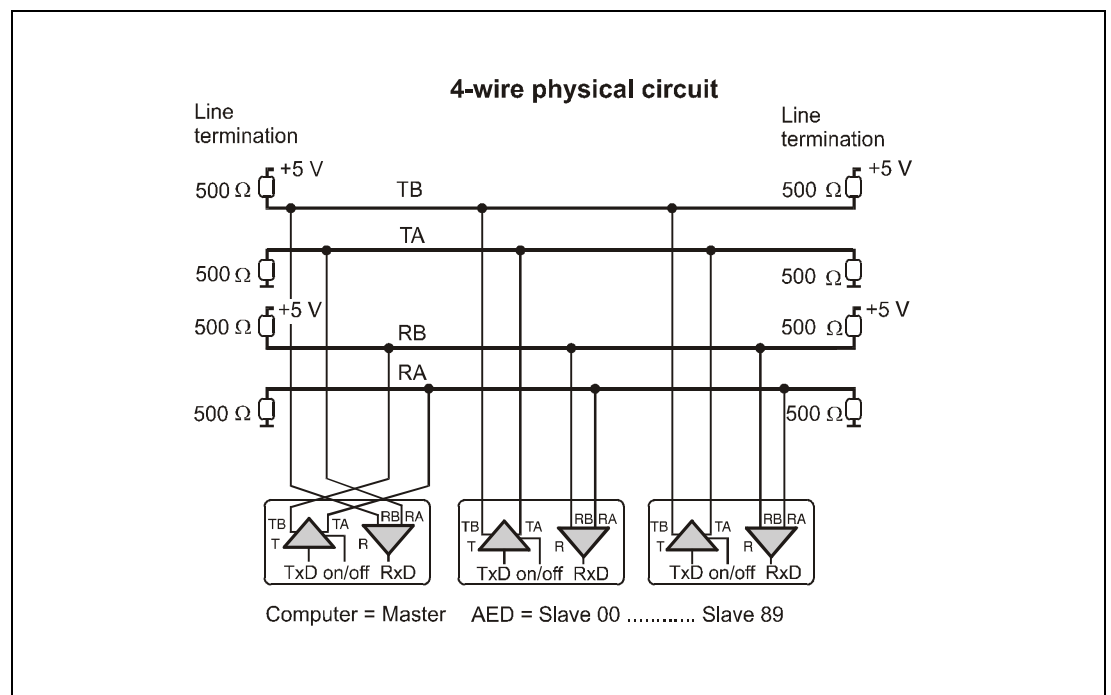 4-wire physical circuit
Line termination
Line termination
+5 V
+5 V
500 Ω
TB
500 Ω
TA
500 Ω
500 Ω
+5 V
+5 V
500 Ω
RB
500 Ω
RA
500 Ω
500 Ω
TB TA RB RA
TB TA RB RA
TB TA RB RA
T R
T R
T R
TxD on/off RxD
TxD on/off RxD
TxD on/off RxD
Computer = Master AED = Slave 00 ........... Slave 89